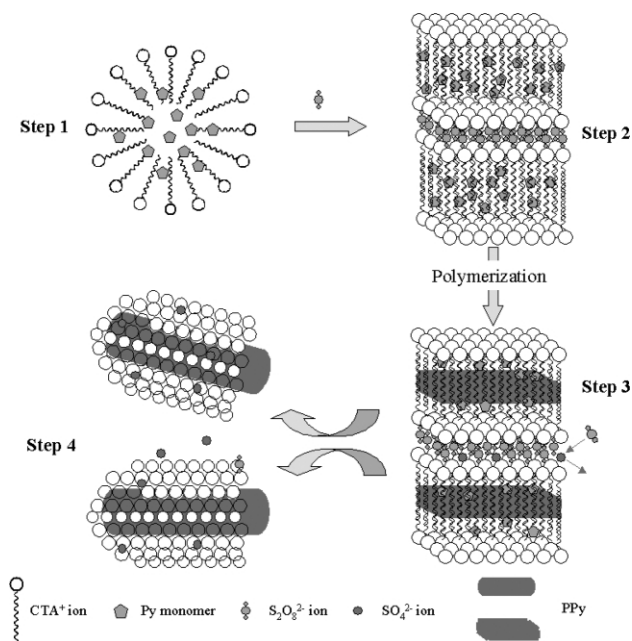 Step 1
Step 2
Polymerization
Step 3
Step 4
CTA⁺ ion
Py monomer
S₂O₈²⁻ ion
SO₄²⁻ ion
PPy